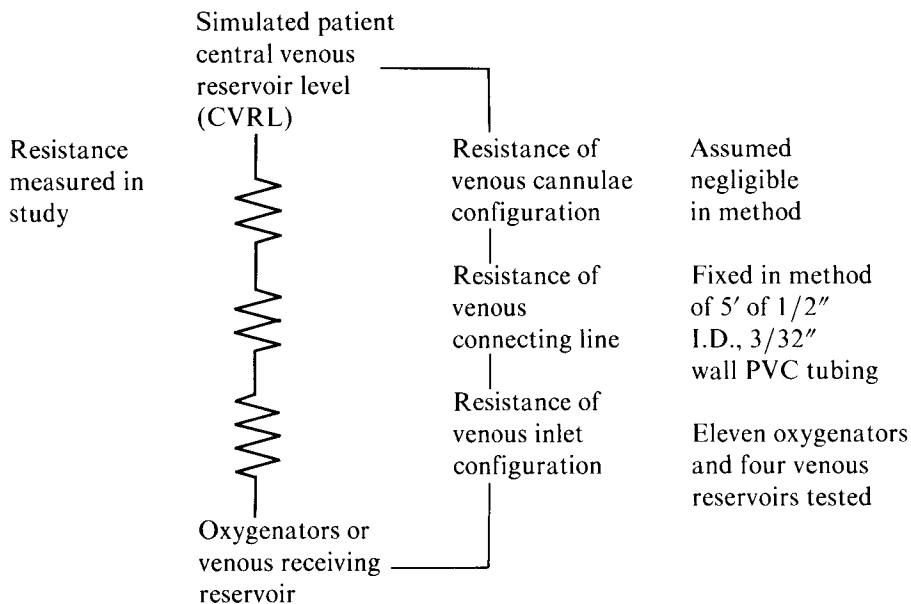 Simulated patient
central venous
reservoir level
(CVRL)
Resistance
measured in
study
Resistance of
venous cannulae
configuration
Assumed
negligible
in method
Resistance of
venous
connecting line
Fixed in method
of 5′ of 1/2″
I.D., 3/32″
wall PVC tubing
Resistance of
venous inlet
configuration
Eleven oxygenators
and four venous
reservoirs tested
Oxygenators or
venous receiving
reservoir